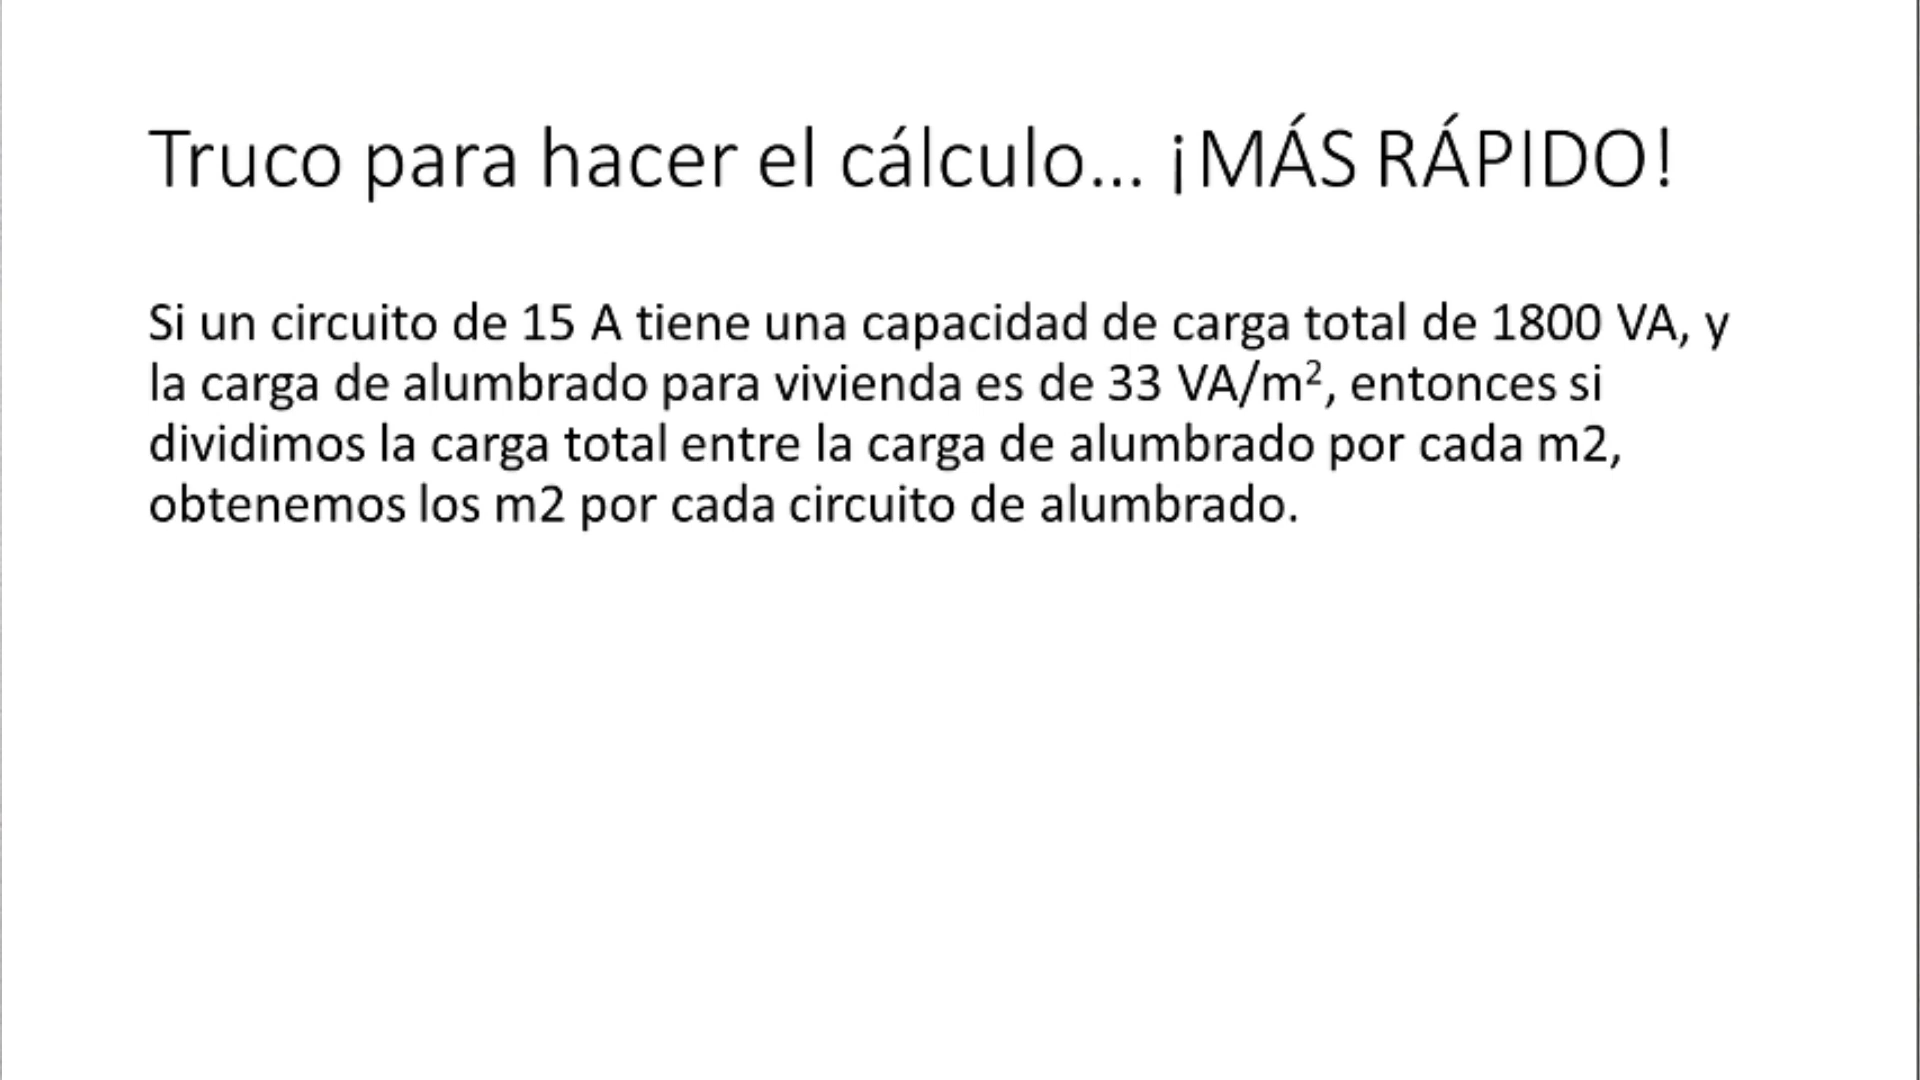 Truco para hacer el cálculo... ¡MÁS RÁPIDO!
Si un circuito de 15 A tiene una capacidad de carga total de 1800 VA, y
la carga de alumbrado para vivienda es de 33 VA/m², entonces si
dividimos la carga total entre la carga de alumbrado por cada m2,
obtenemos los m2 por cada circuito de alumbrado.